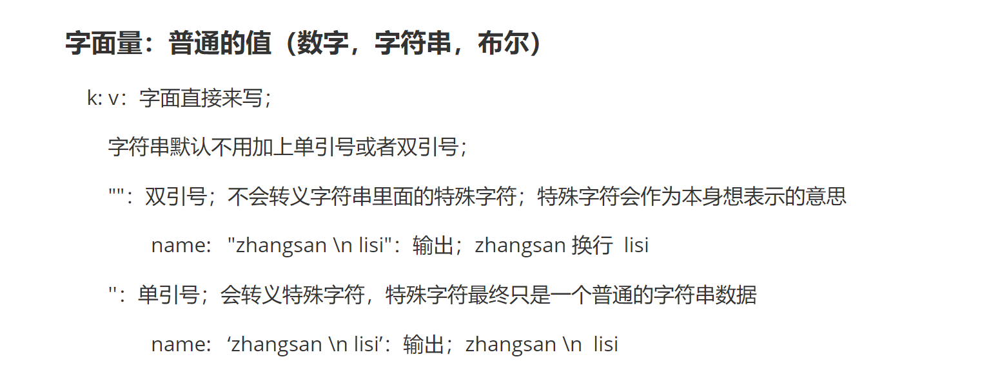 字面量：普通的值（数字，字符串，布尔）
k: v：字面直接来写；
字符串默认不用加上单引号或者双引号；
""：双引号；不会转义字符串里面的特殊字符；特殊字符会作为本身想表示的意思
name:   "zhangsan \n lisi"：输出；zhangsan 换行  lisi
''：单引号；会转义特殊字符，特殊字符最终只是一个普通的字符串数据
name:   ‘zhangsan \n lisi’：输出；zhangsan \n  lisi